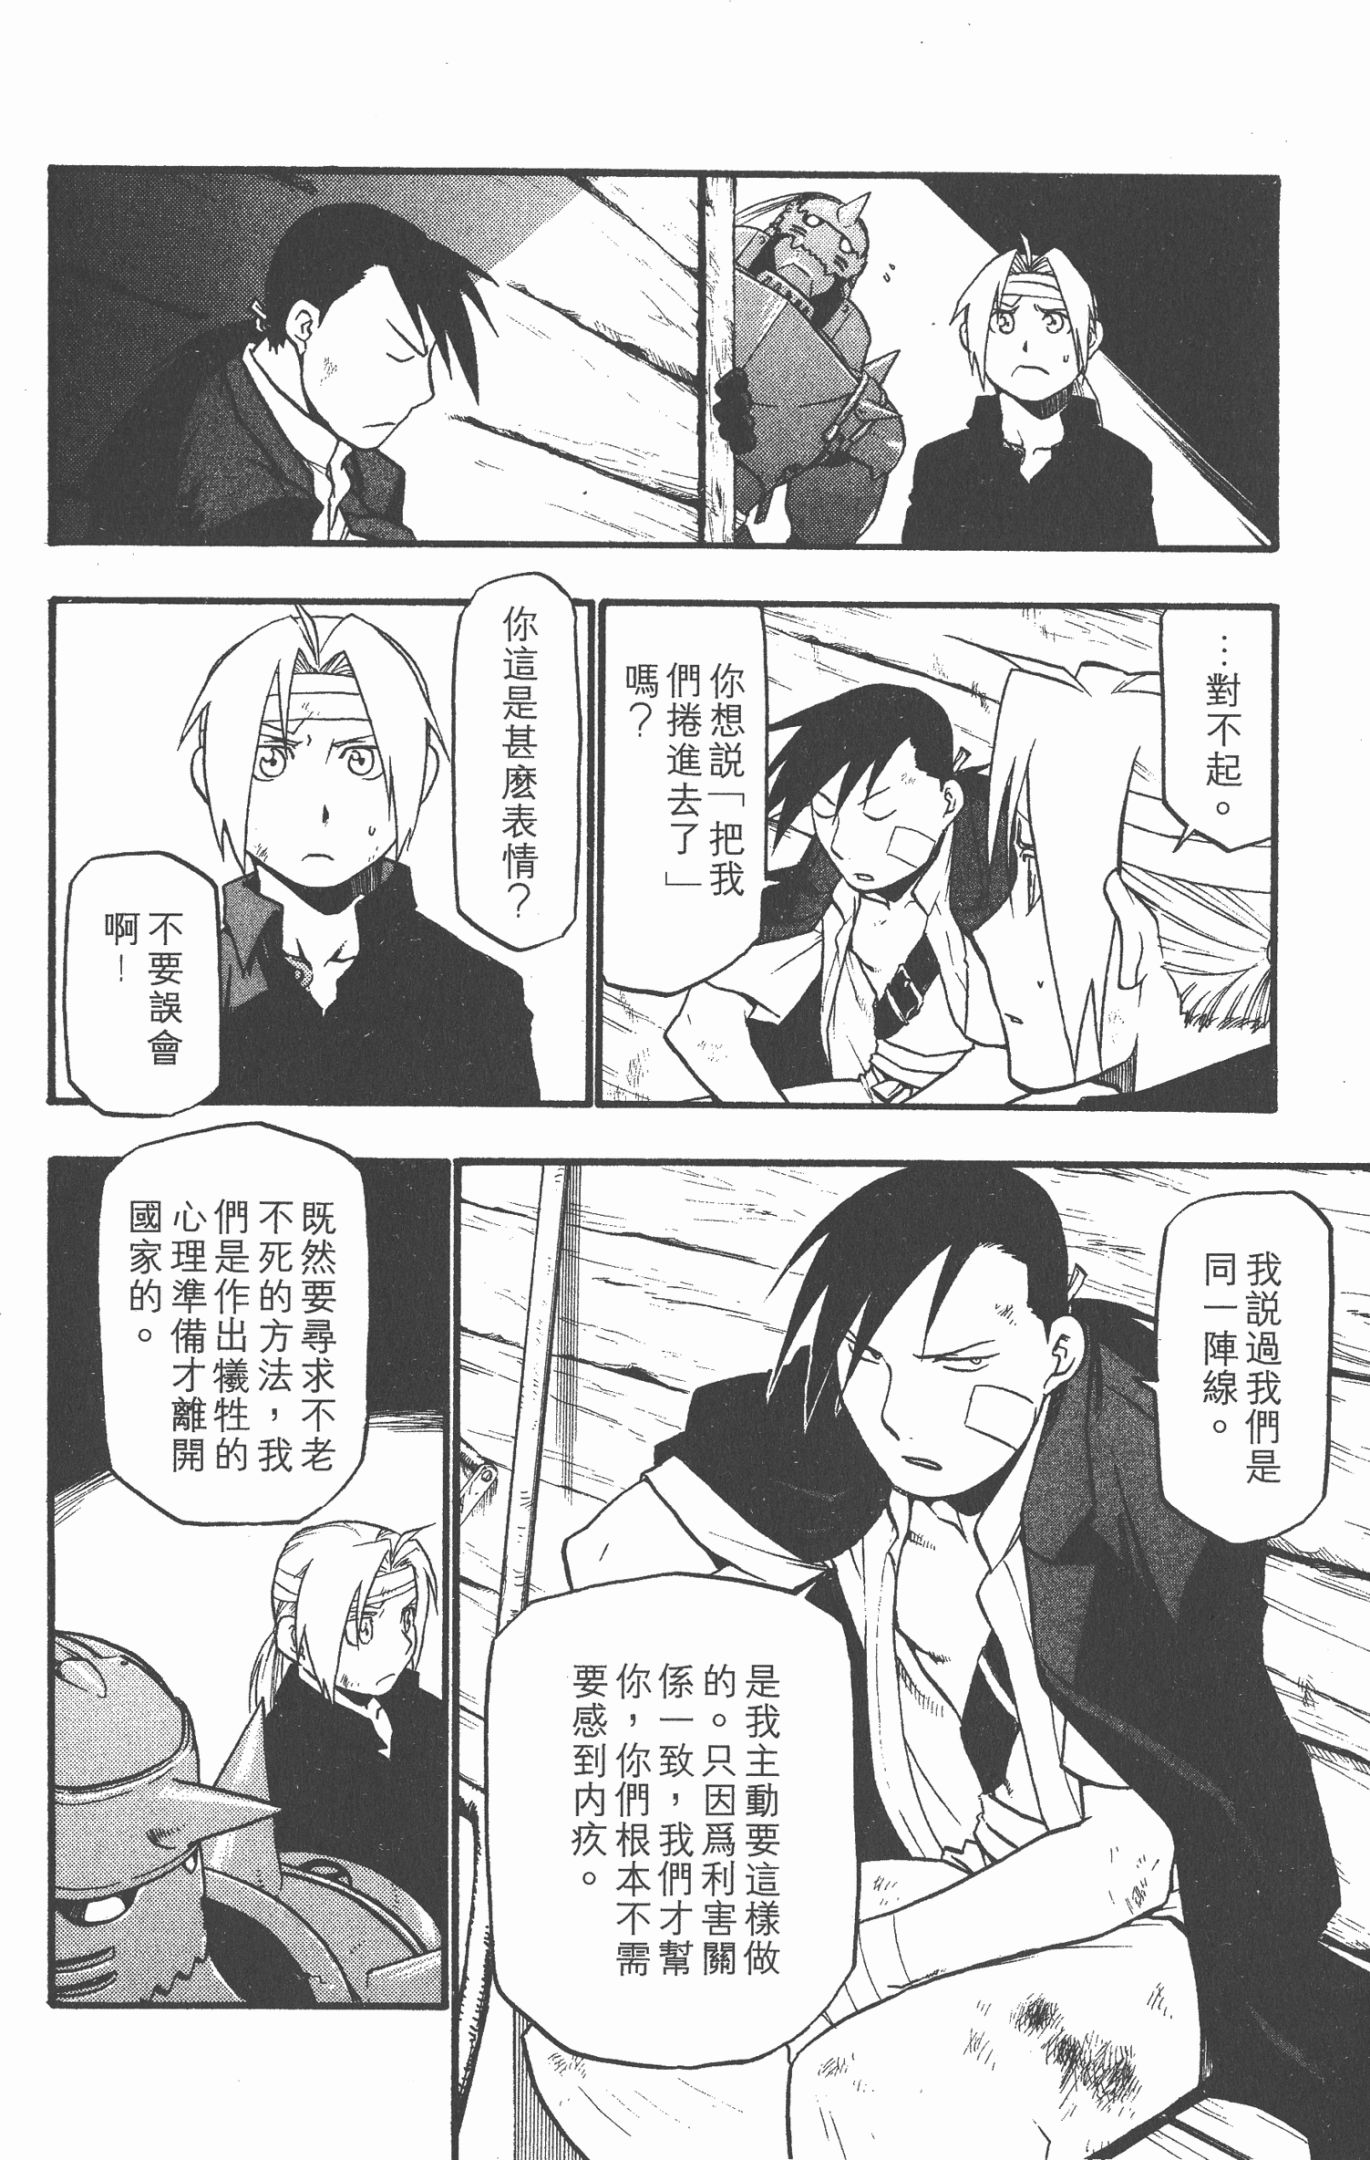 …對不起。
你想說「把我
們捲進去了」
嗎？
你這是甚麼表情？
不要誤會
啊！
我說過我們是
同一陣線。
是我主動要這樣做
的。只因爲利害關
係一致，我們才幫
你，你們根本不需
要感到內疚。
既然要尋求不老
不死的方法，我
們是作出犧牲的
心理準備才離開
國家的。